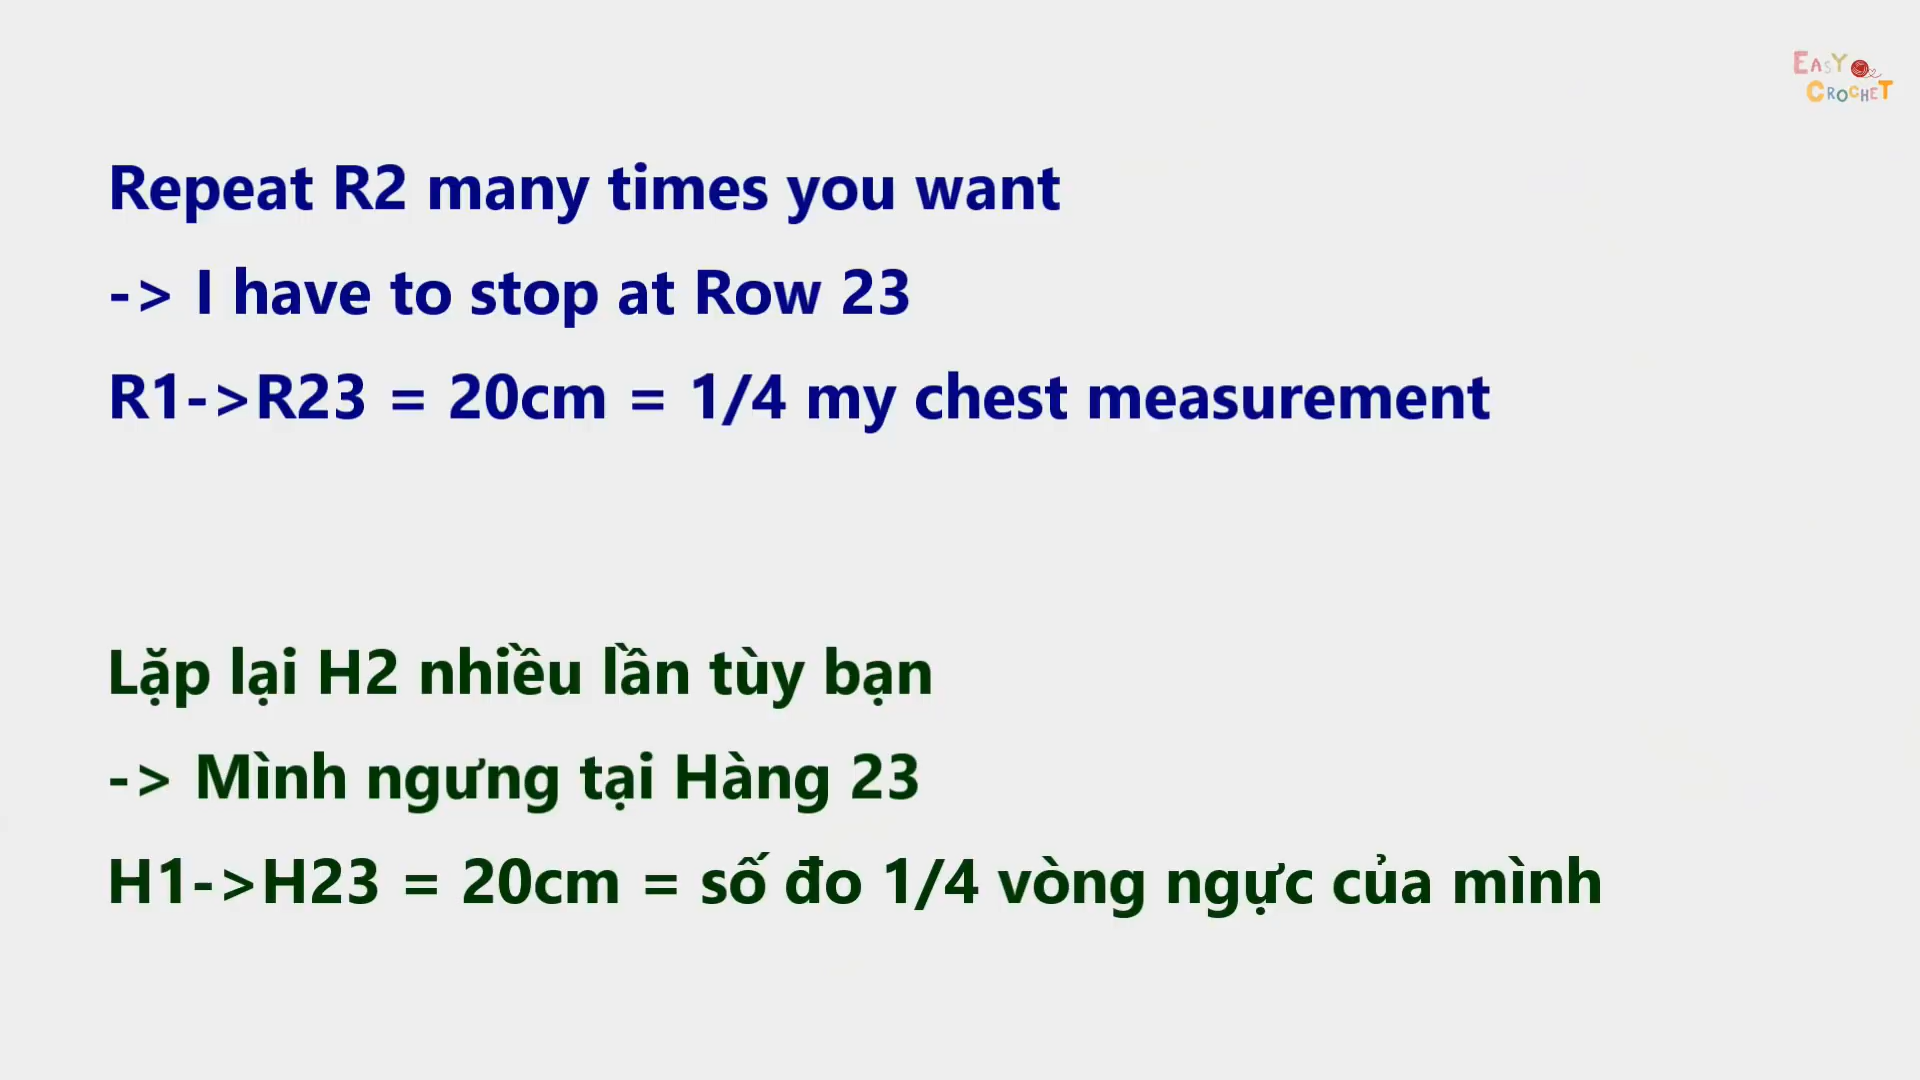 EASY
CROCHET
Repeat R2 many times you want
-> I have to stop at Row 23
R1->R23 = 20cm = 1/4 my chest measurement
Lặp lại H2 nhiều lần tùy bạn
-> Mình ngưng tại Hàng 23
H1->H23 = 20cm = số đo 1/4 vòng ngực của mình